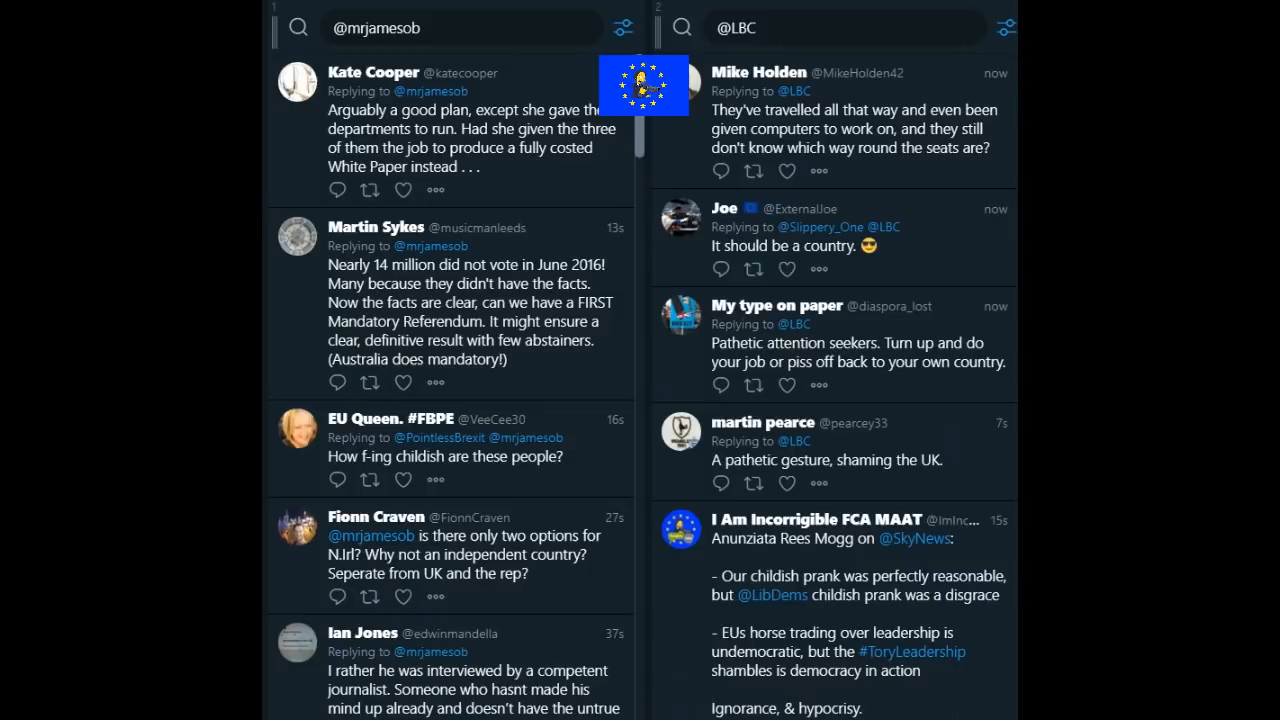 1
@mrjamesob
Kate Cooper @katecooper
Replying to @mrjamesob
Arguably a good plan, except she gave the
departments to run. Had she given the three
of them the job to produce a fully costed
White Paper instead . . .
Martin Sykes @musicmanleeds 13s
Replying to @mrjamesob
Nearly 14 million did not vote in June 2016!
Many because they didn't have the facts.
Now the facts are clear, can we have a FIRST
Mandatory Referendum. It might ensure a
clear, definitive result with few abstainers.
(Australia does mandatory!)
EU Queen. #FBPE @VeeCee30 16s
Replying to @PointlessBrexit @mrjamesob
How f-ing childish are these people?
Fionn Craven @FionnCraven 27s
@mrjamesob is there only two options for
N.Irl? Why not an independent country?
Seperate from UK and the rep?
Ian Jones @edwinmandella 37s
Replying to @mrjamesob
I rather he was interviewed by a competent
journalist. Someone who hasnt made his
mind up already and doesn't have the untrue
2
@LBC
Mike Holden @MikeHolden42 now
Replying to @LBC
They've travelled all that way and even been
given computers to work on, and they still
don't know which way round the seats are?
Joe @ExternalJoe now
Replying to @Slippery_One @LBC
It should be a country. 😎
My type on paper @diaspora_lost now
Replying to @LBC
Pathetic attention seekers. Turn up and do
your job or piss off back to your own country.
martin pearce @pearcey33 7s
Replying to @LBC
A pathetic gesture, shaming the UK.
I Am Incorrigible FCA MAAT @ImInc... 15s
Anunziata Rees Mogg on @SkyNews:
- Our childish prank was perfectly reasonable,
but @LibDems childish prank was a disgrace
- EUs horse trading over leadership is
undemocratic, but the #ToryLeadership
shambles is democracy in action
Ignorance, & hypocrisy.